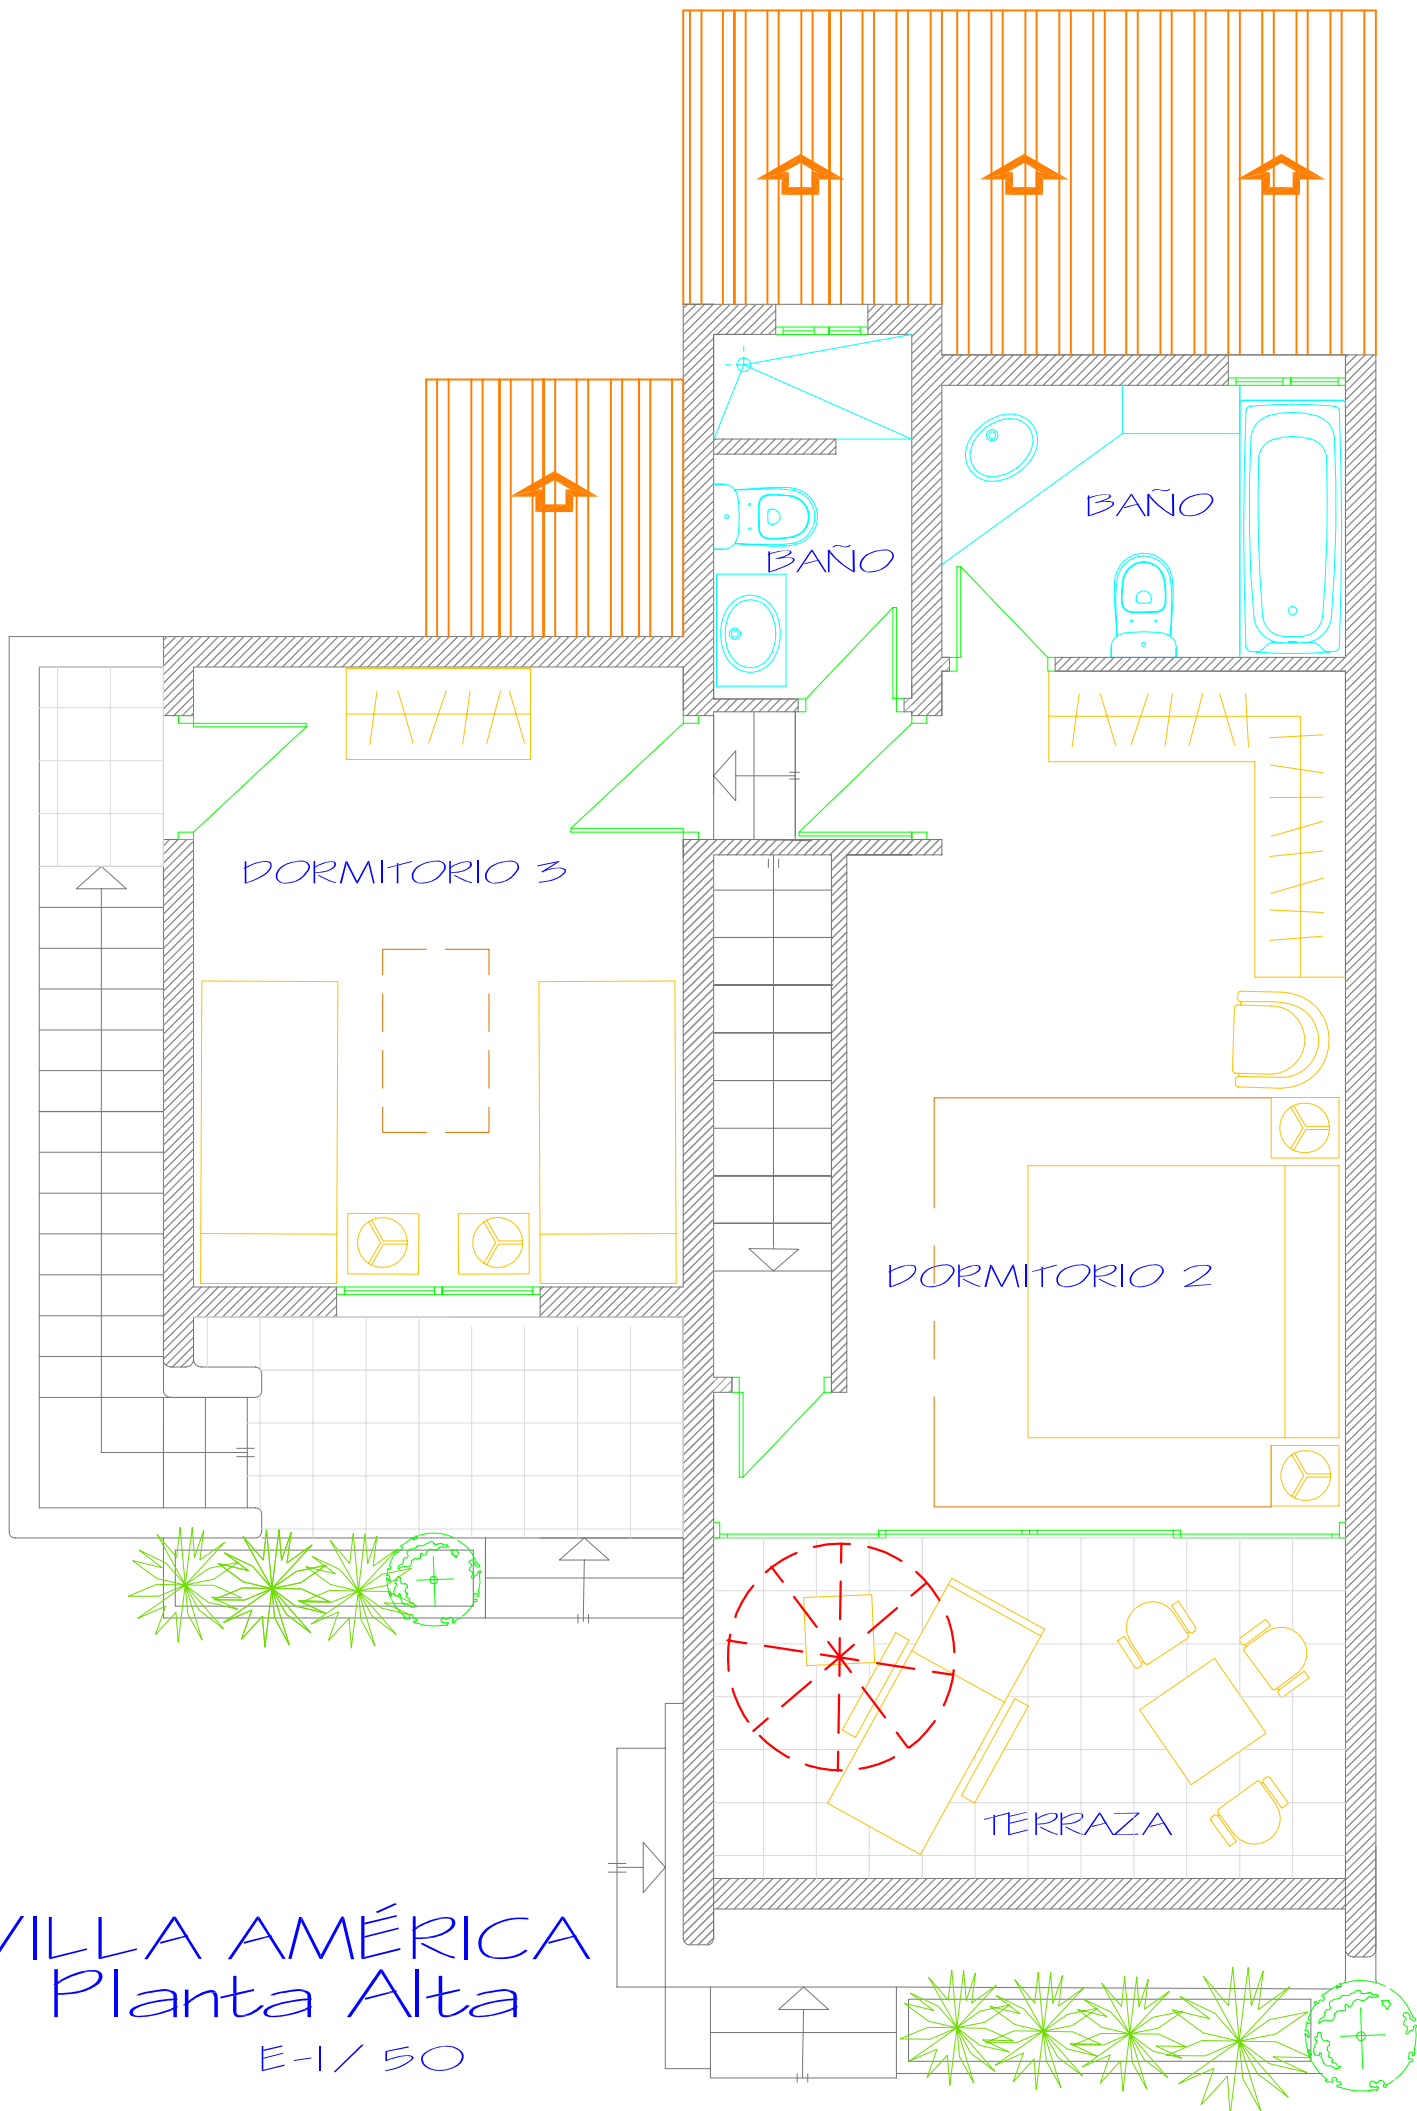 BAÑO
BAÑO
DORMITORIO 3
DORMITORIO 2
TERRAZA
VILLA AMÉRICA
Planta Alta
E-1/50